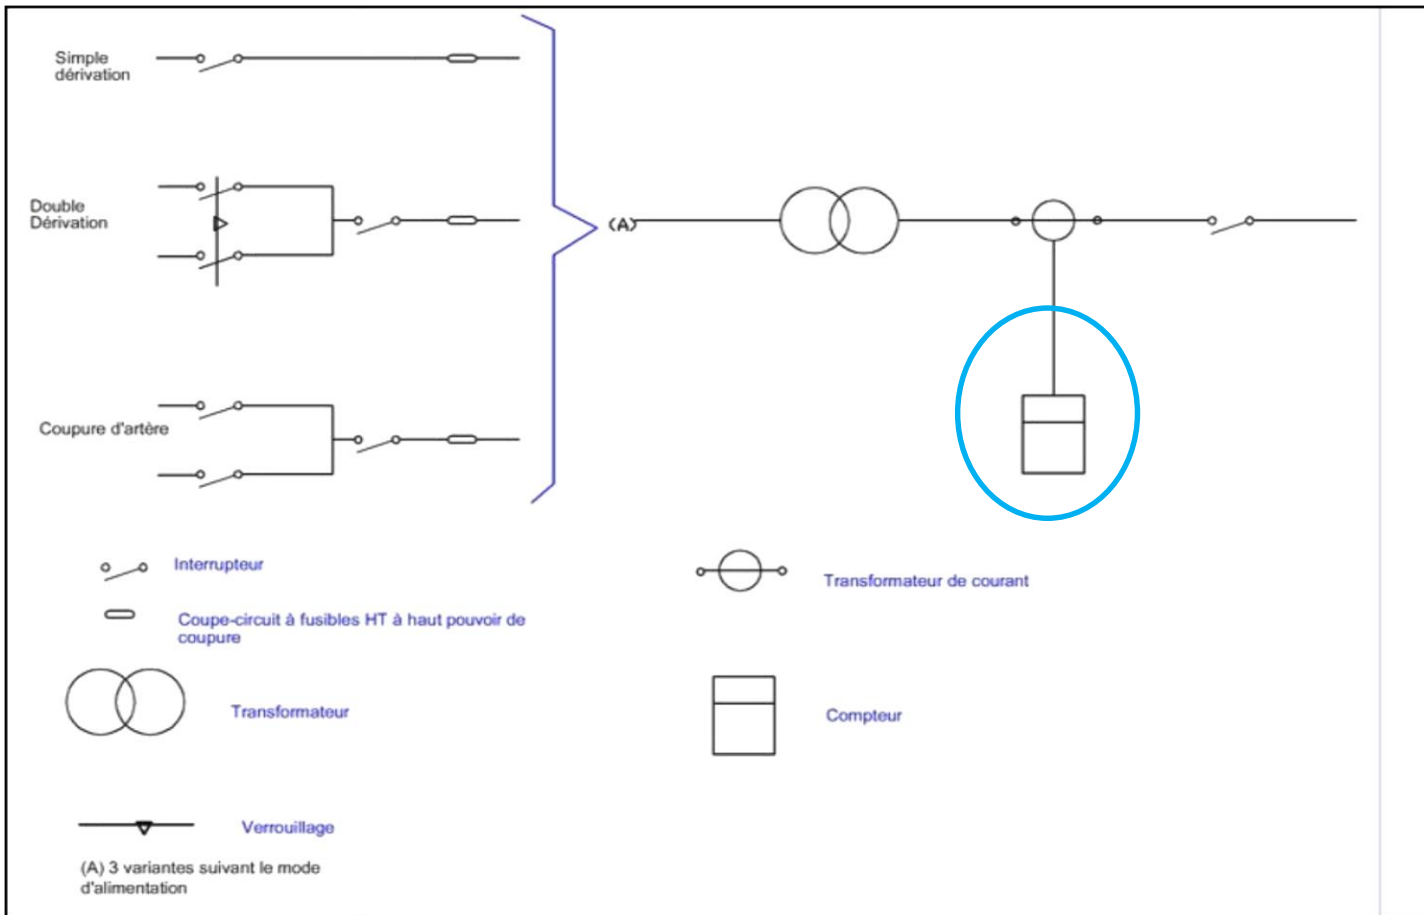 Simple
dérivation
Double
Dérivation
(A)
Coupure d'artère
Interrupteur
Transformateur de courant
Coupe-circuit à fusibles HT à haut pouvoir de
coupure
Transformateur
Compteur
Verrouillage
(A) 3 variantes suivant le mode
d'alimentation